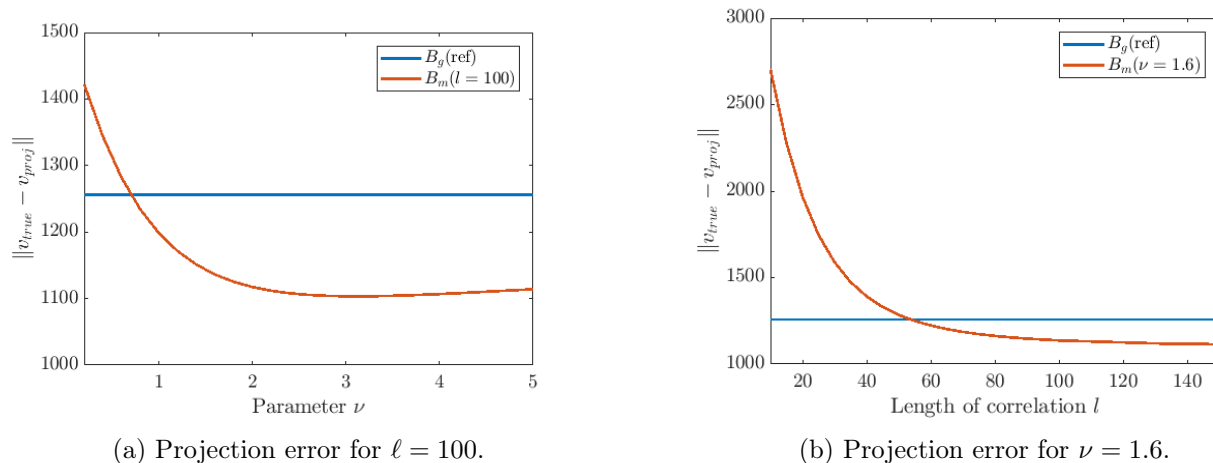 1500
1400
1300
1200
1100
1000
||v_true − v_proj||
B_g(ref)
B_m(l = 100)
1 2 3 4 5
Parameter ν
(a) Projection error for ℓ = 100.
3000
2500
2000
1500
1000
||v_true − v_proj||
B_g(ref)
B_m(ν = 1.6)
20 40 60 80 100 120 140
Length of correlation l
(b) Projection error for ν = 1.6.